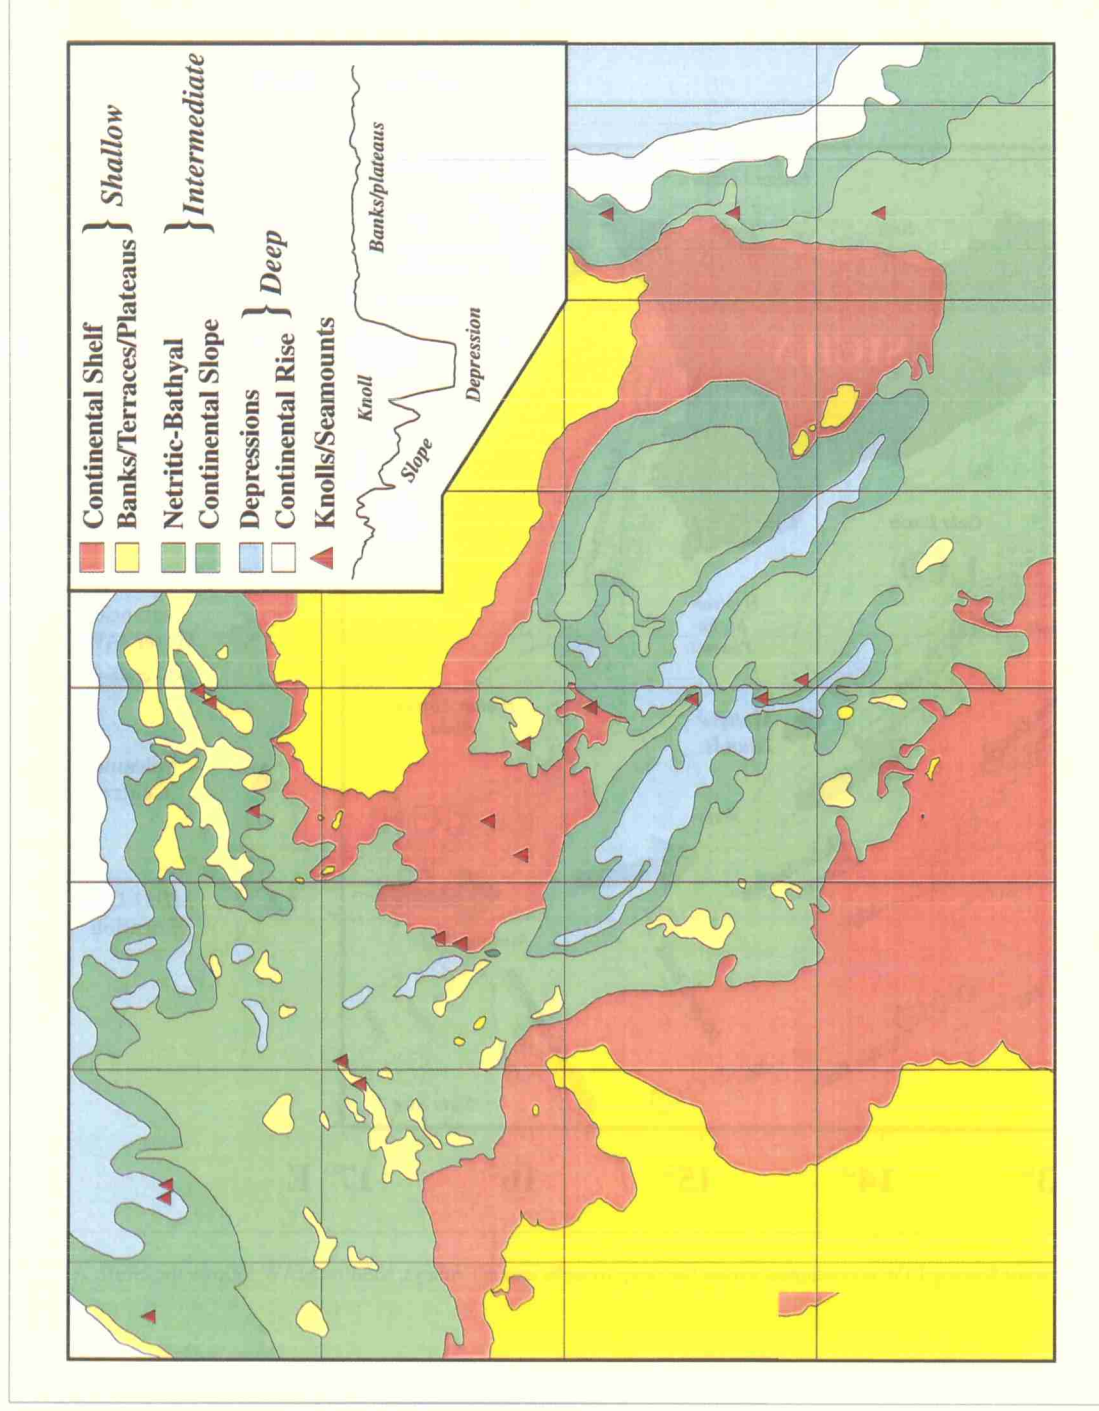 Continental Shelf
Banks/Terraces/Plateaus
} Shallow
Netritic-Bathyal
Continental Slope
} Intermediate
Depressions
Continental Rise
} Deep
Knolls/Seamounts
Knoll
Slope
Depression
Banks/plateaus
14°
15°
17° E